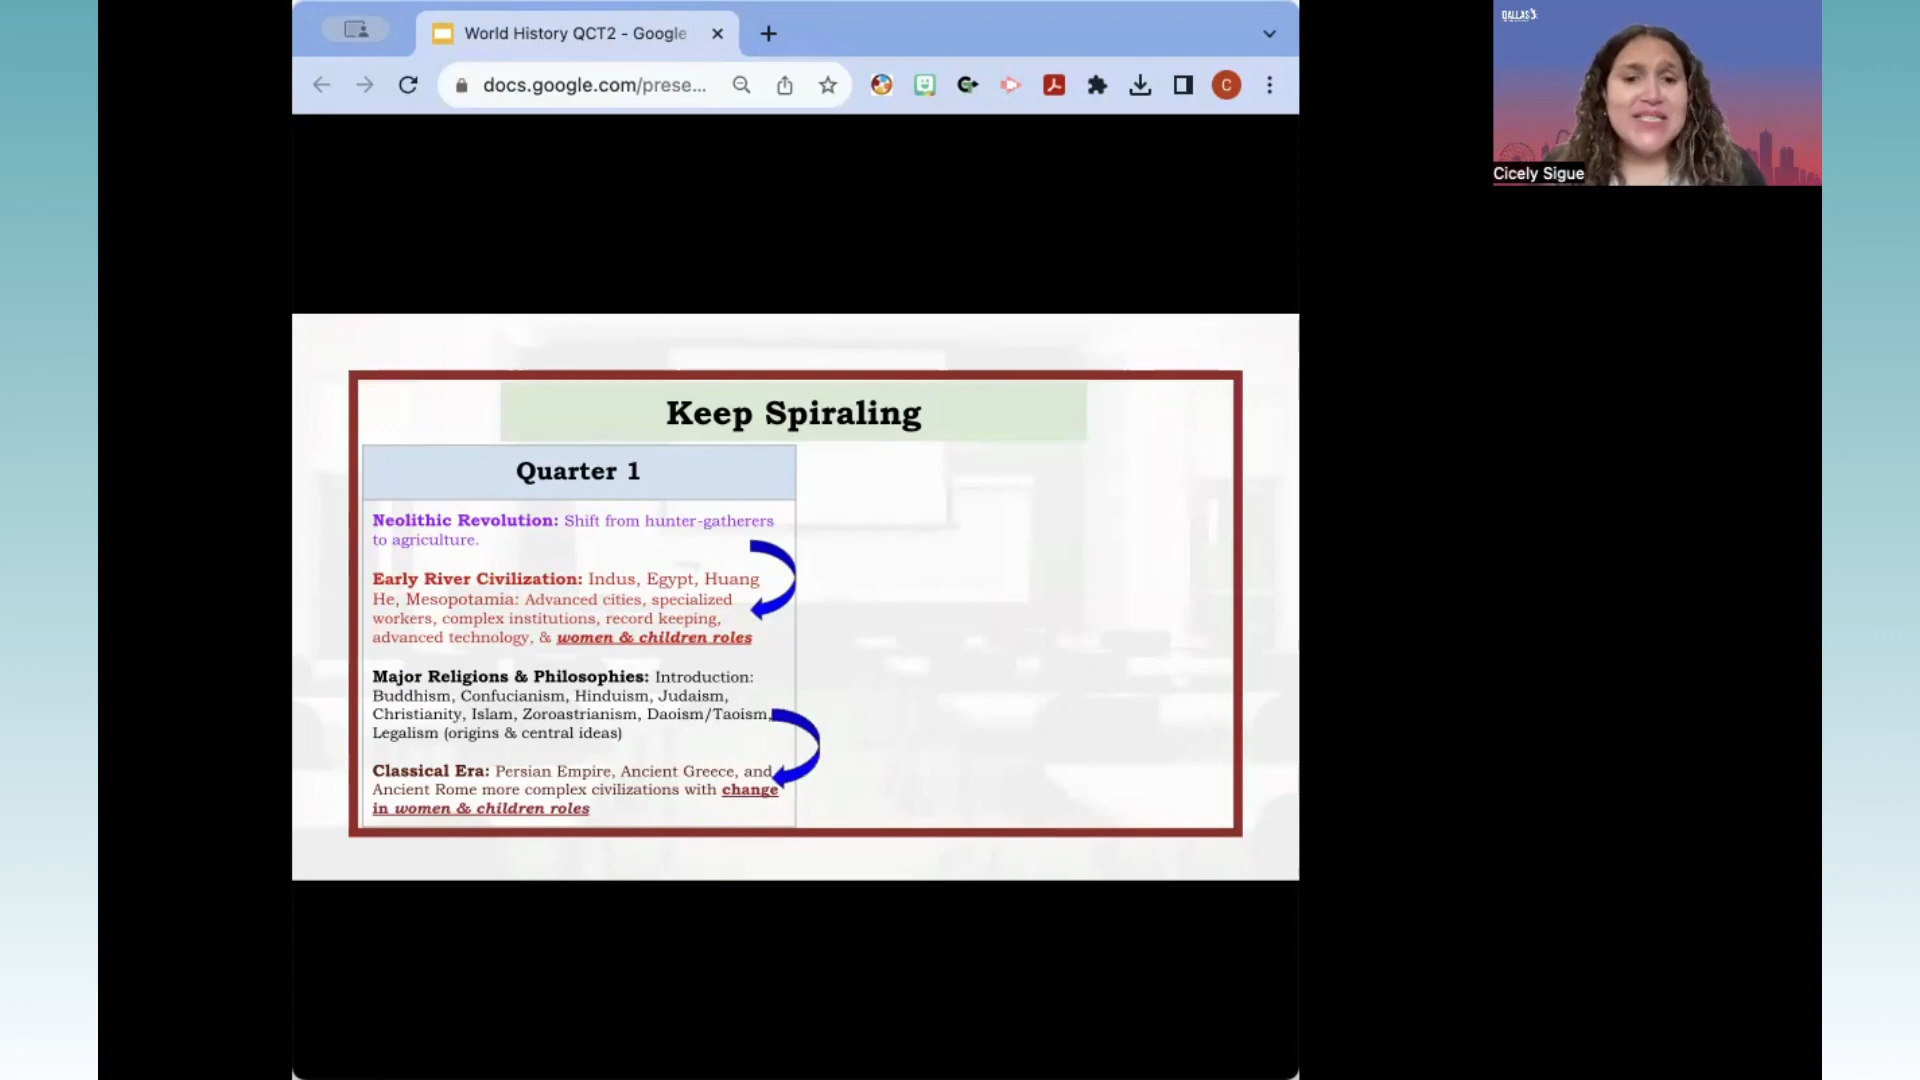 World History QCT2 - Google
docs.google.com/prese...
C
DALLAS
Cicely Sigue
Keep Spiraling
Quarter 1
Neolithic Revolution: Shift from hunter-gatherers
to agriculture.
Early River Civilization: Indus, Egypt, Huang
He, Mesopotamia: Advanced cities, specialized
workers, complex institutions, record keeping,
advanced technology, & women & children roles
Major Religions & Philosophies: Introduction:
Buddhism, Confucianism, Hinduism, Judaism,
Christianity, Islam, Zoroastrianism, Daoism/Taoism,
Legalism (origins & central ideas)
Classical Era: Persian Empire, Ancient Greece, and
Ancient Rome more complex civilizations with change
in women & children roles